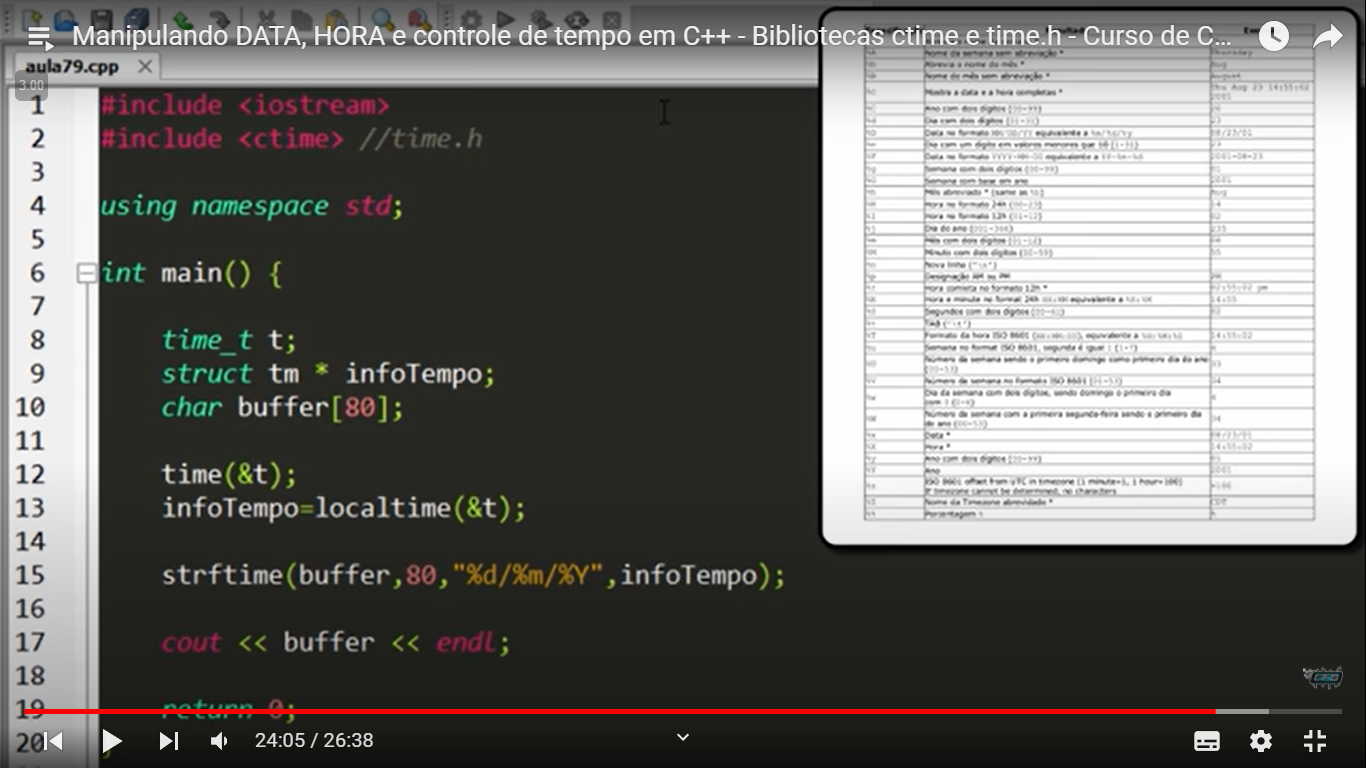 Manipulando DATA, HORA e controle de tempo em C++ - Bibliotecas ctime e time.h - Curso de C...
aula79.cpp
3.00
1 #include <iostream>
2 #include <ctime> //time.h
3
4 using namespace std;
5
6 int main() {
7
8 time_t t;
9 struct tm * infoTempo;
10 char buffer[80];
11
12 time(&t);
13 infoTempo=localtime(&t);
14
15 strftime(buffer,80,"%d/%m/%Y",infoTempo);
16
17 cout << buffer << endl;
18
19 return 0;
20
Nome da semana sem abreviação * Thursday
Abrevia o nome do mês * Aug
Nome do mês sem abreviação * August
Mostra a data e a hora completas * Thu Aug 23 14:55:02 2001
Ano com dois dígitos (00-99) 20
Dia com dois dígitos (01-31) 23
Data no formato MM/DD/YY equivalente a %m/%d/%y 08/23/01
Dia com um dígito em valores menores que 10 (1-31) 23
Data no formato YYYY-MM-DD equivalente a 2001-08-23
Semana com dois dígitos (00-99) 01
Semana com base em ano 2001
Mês abreviado * (same as %b) Aug
Hora no formato 24h (00-23) 14
Hora no formato 12h (01-12) 02
Dia do ano (001-366) 235
Mês com dois dígitos (01-12) 08
Minuto com dois dígitos (00-59) 55
Nova linha ('\n')
Designação AM ou PM PM
Hora completa no formato 12h * 02:55:02 pm
Hora e minuto no format 24h HH:MM equivalente a %H:%M 14:55
Segundos com dois dígitos 02
TAB ('\t')
Formato da hora ISO 8601 (HH:MM:SS), equivalente a %H:%M:%S 14:55:02
Semana no format ISO 8601, segunda é igual 1 (1-7) 4
Número da semana sendo o primeiro domingo como primeiro dia do ano
(00-53) 33
Número da semana no formato ISO 8601 (01-53) 34
Dia da semana com dois dígitos, sendo domingo o primeiro dia
com (0-6) 4
Número da semana com a primeira segunda-feira sendo o primeiro dia
do ano (00-53) 34
Data * 08/23/01
Hora * 14:55:02
Ano com dois dígitos (00-99) 01
Ano 2001
ISO 8601 offset from UTC in timezone (1 minute=1, 1 hour=100)
If timezone cannot be determined, no characters +100
Nome da Timezone abreviado * CDT
Porcentagem %
24:05 / 26:38